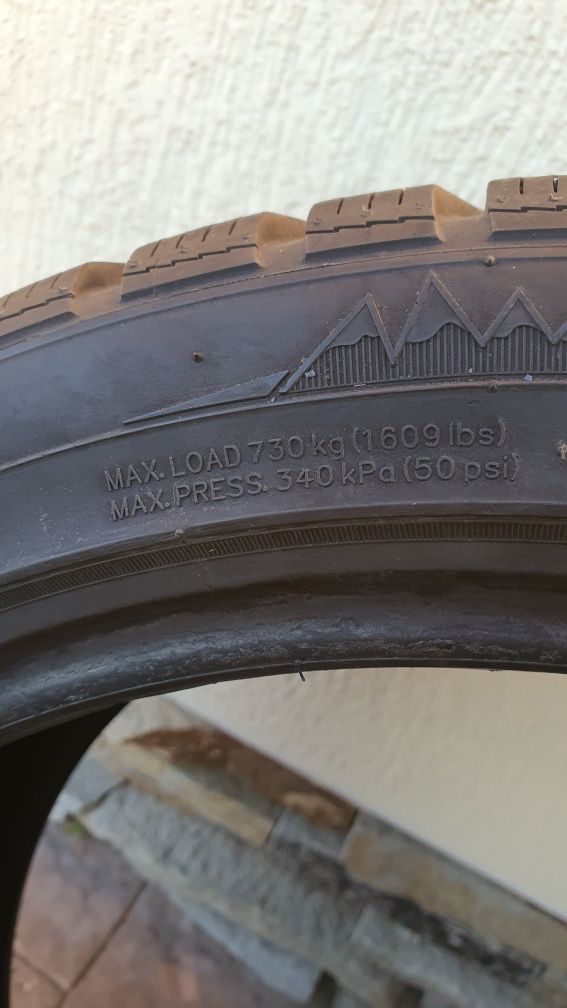 MAX. LOAD 730 kg (1609 lbs)
MAX. PRESS. 340 kPa (50 psi)